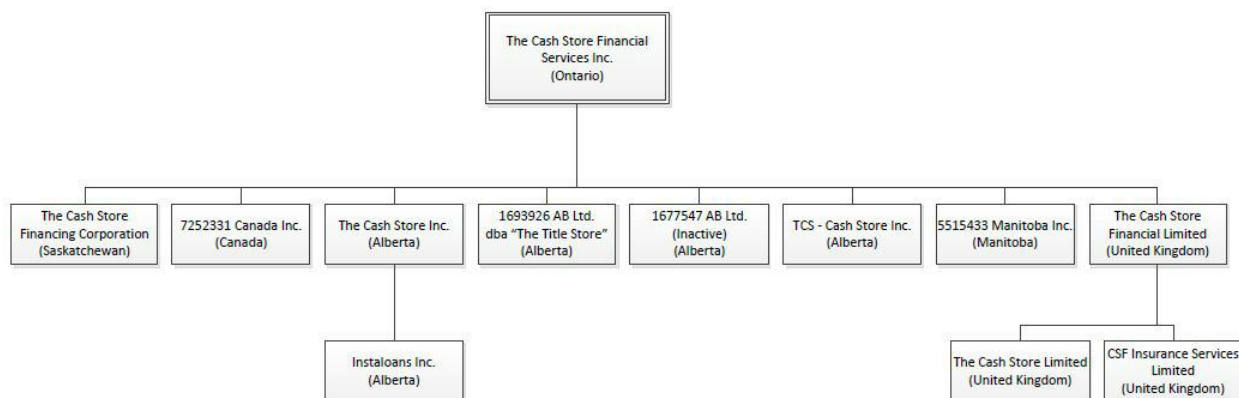 The Cash Store Financial
Services Inc.
(Ontario)
The Cash Store
Financing Corporation
(Saskatchewan)
7252331 Canada Inc.
(Canada)
The Cash Store Inc.
(Alberta)
1693926 AB Ltd.
dba “The Title Store”
(Alberta)
1677547 AB Ltd.
(Inactive)
(Alberta)
TCS - Cash Store Inc.
(Alberta)
5515433 Manitoba Inc.
(Manitoba)
The Cash Store
Financial Limited
(United Kingdom)
Instaloans Inc.
(Alberta)
The Cash Store Limited
(United Kingdom)
CSF Insurance Services
Limited
(United Kingdom)